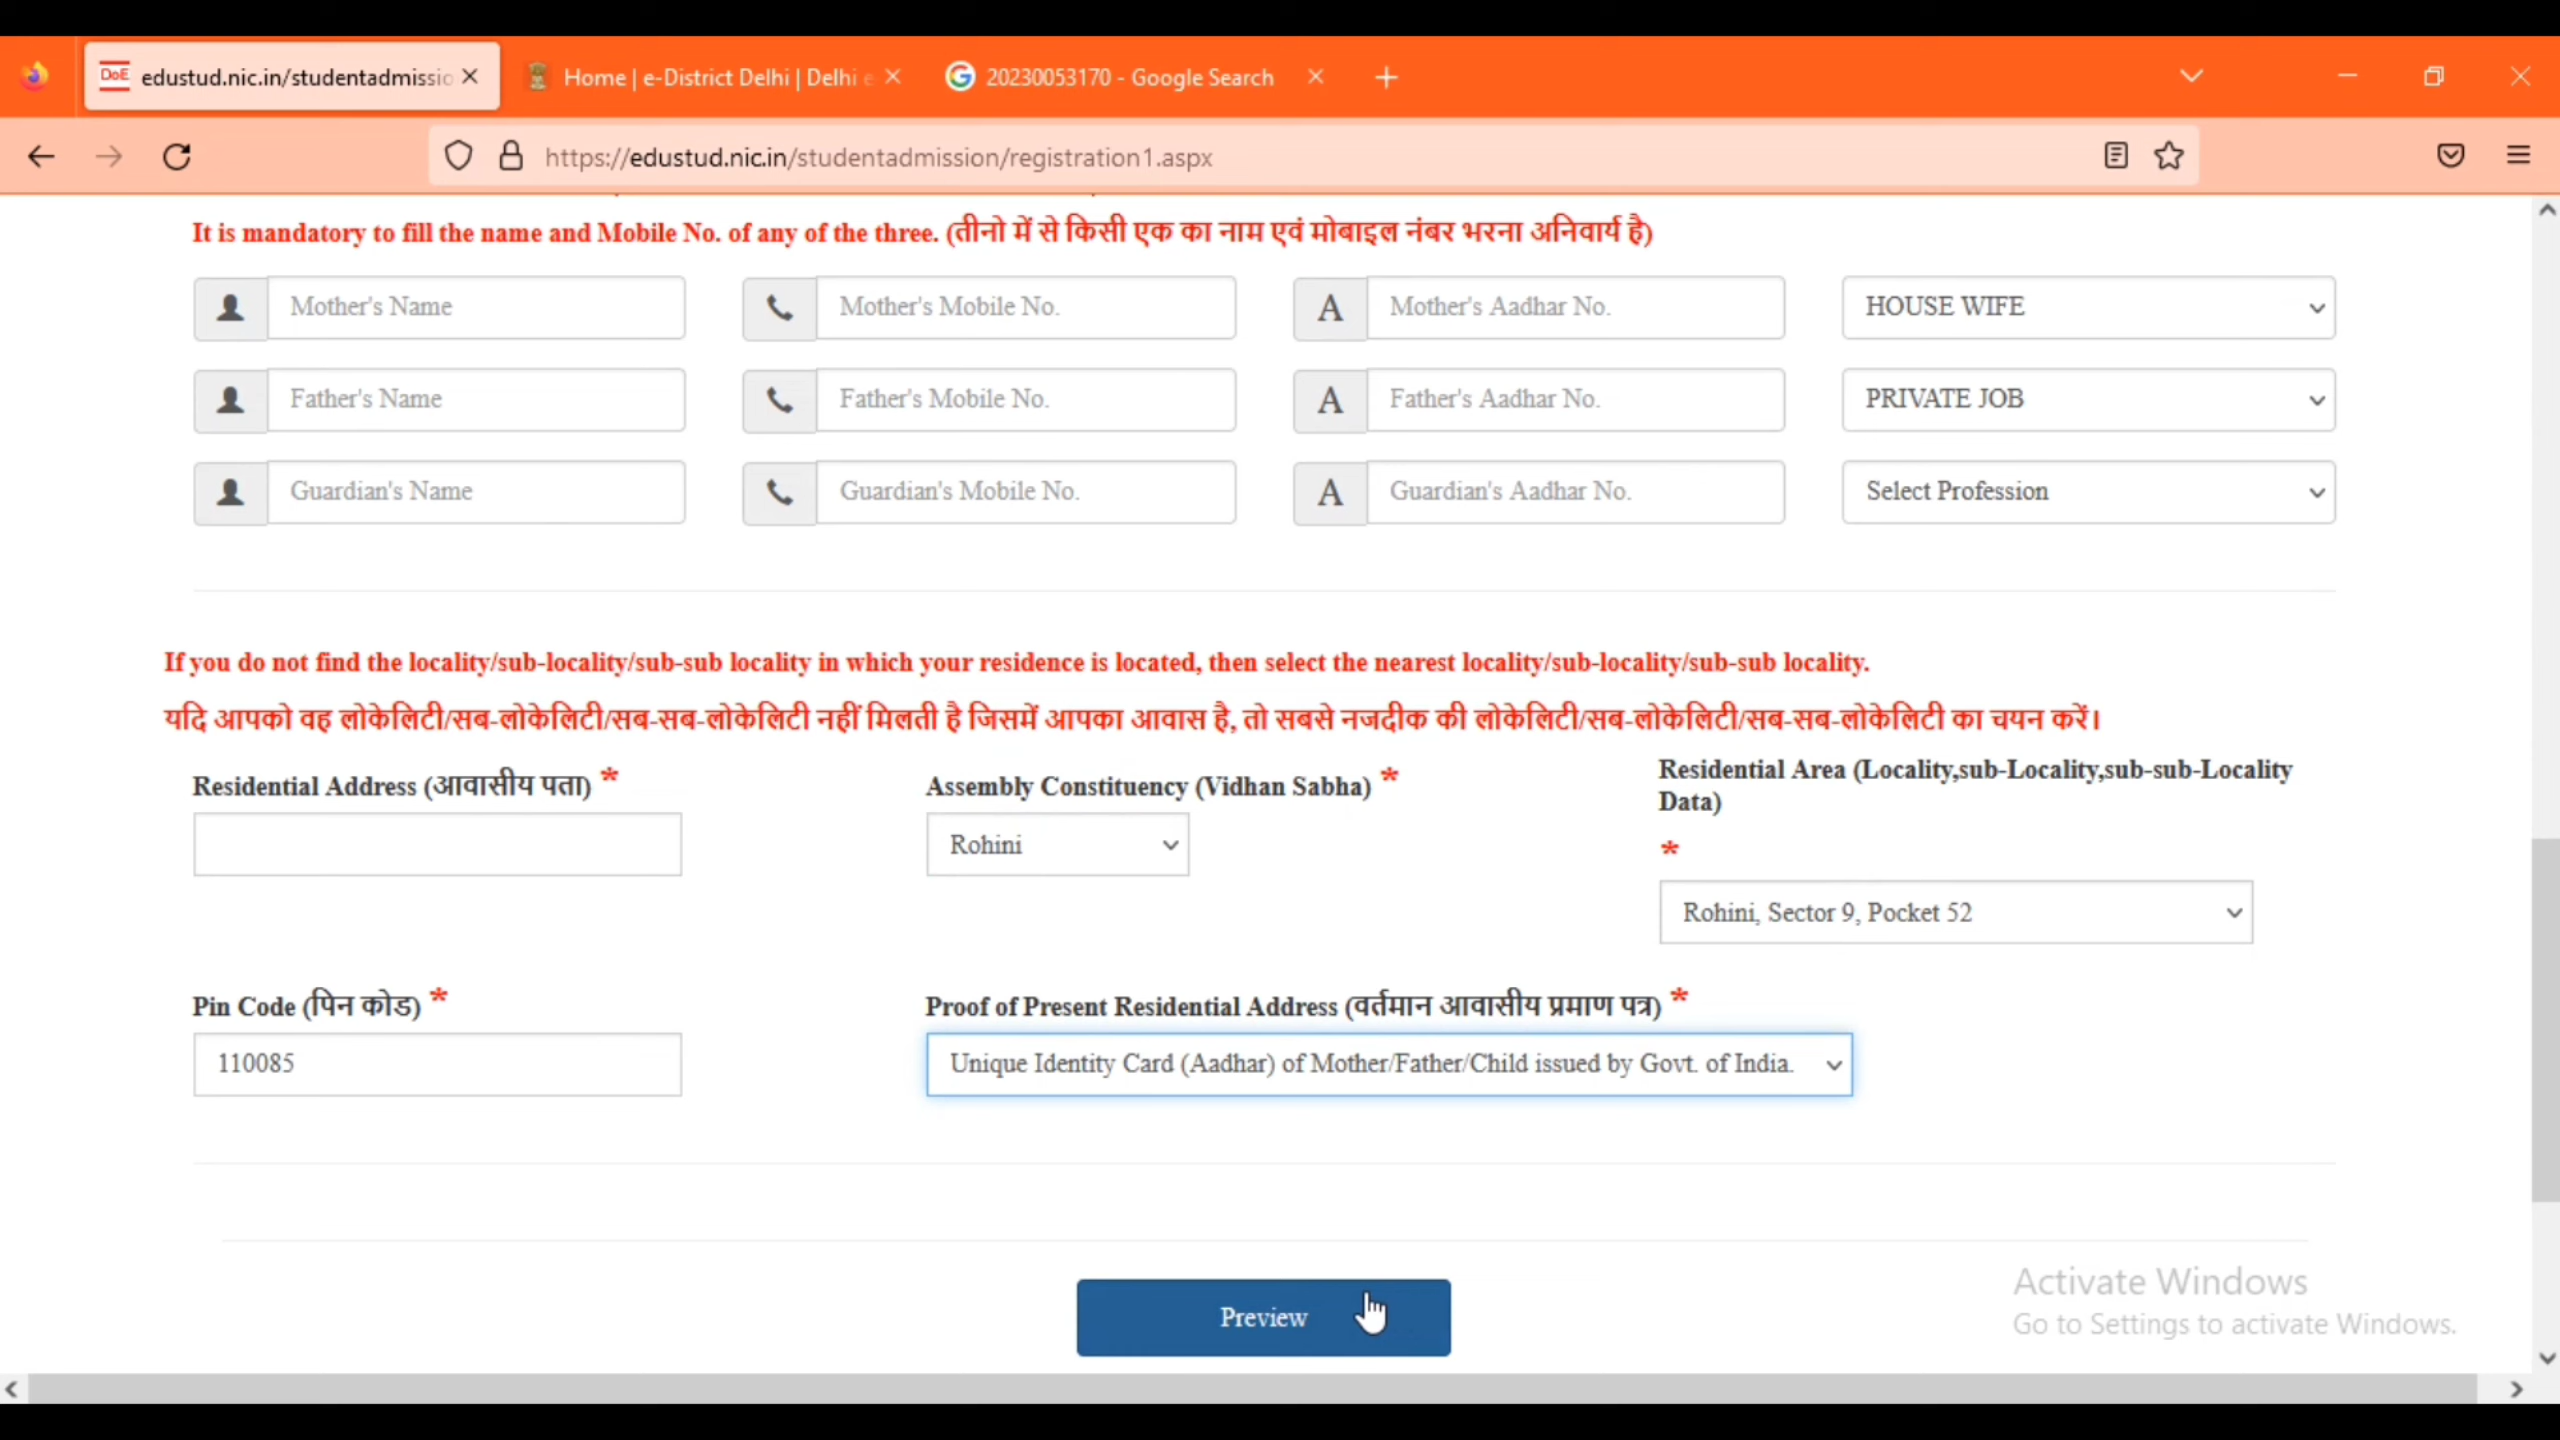 DoE edustud.nic.in/studentadmissio
Home | e-District Delhi | Delhi e
G 20230053170 - Google Search
https://edustud.nic.in/studentadmission/registration1.aspx
It is mandatory to fill the name and Mobile No. of any of the three. (तीनो में से किसी एक का नाम एवं मोबाइल नंबर भरना अनिवार्य है)
Mother's Name Mother's Mobile No. A Mother's Aadhar No. HOUSE WIFE
Father's Name Father's Mobile No. A Father's Aadhar No. PRIVATE JOB
Guardian's Name Guardian's Mobile No. A Guardian's Aadhar No. Select Profession
If you do not find the locality/sub-locality/sub-sub locality in which your residence is located, then select the nearest locality/sub-locality/sub-sub locality.
यदि आपको वह लोकेलिटी/सब-लोकेलिटी/सब-सब-लोकेलिटी नहीं मिलती है जिसमें आपका आवास है, तो सबसे नजदीक की लोकेलिटी/सब-लोकेलिटी/सब-सब-लोकेलिटी का चयन करें।
Residential Address (आवासीय पता) *
Assembly Constituency (Vidhan Sabha) *
Rohini
Residential Area (Locality,sub-Locality,sub-sub-Locality
Data)
*
Rohini, Sector 9, Pocket 52
Pin Code (पिन कोड) *
110085
Proof of Present Residential Address (वर्तमान आवासीय प्रमाण पत्र) *
Unique Identity Card (Aadhar) of Mother/Father/Child issued by Govt. of India.
Preview
Activate Windows
Go to Settings to activate Windows.